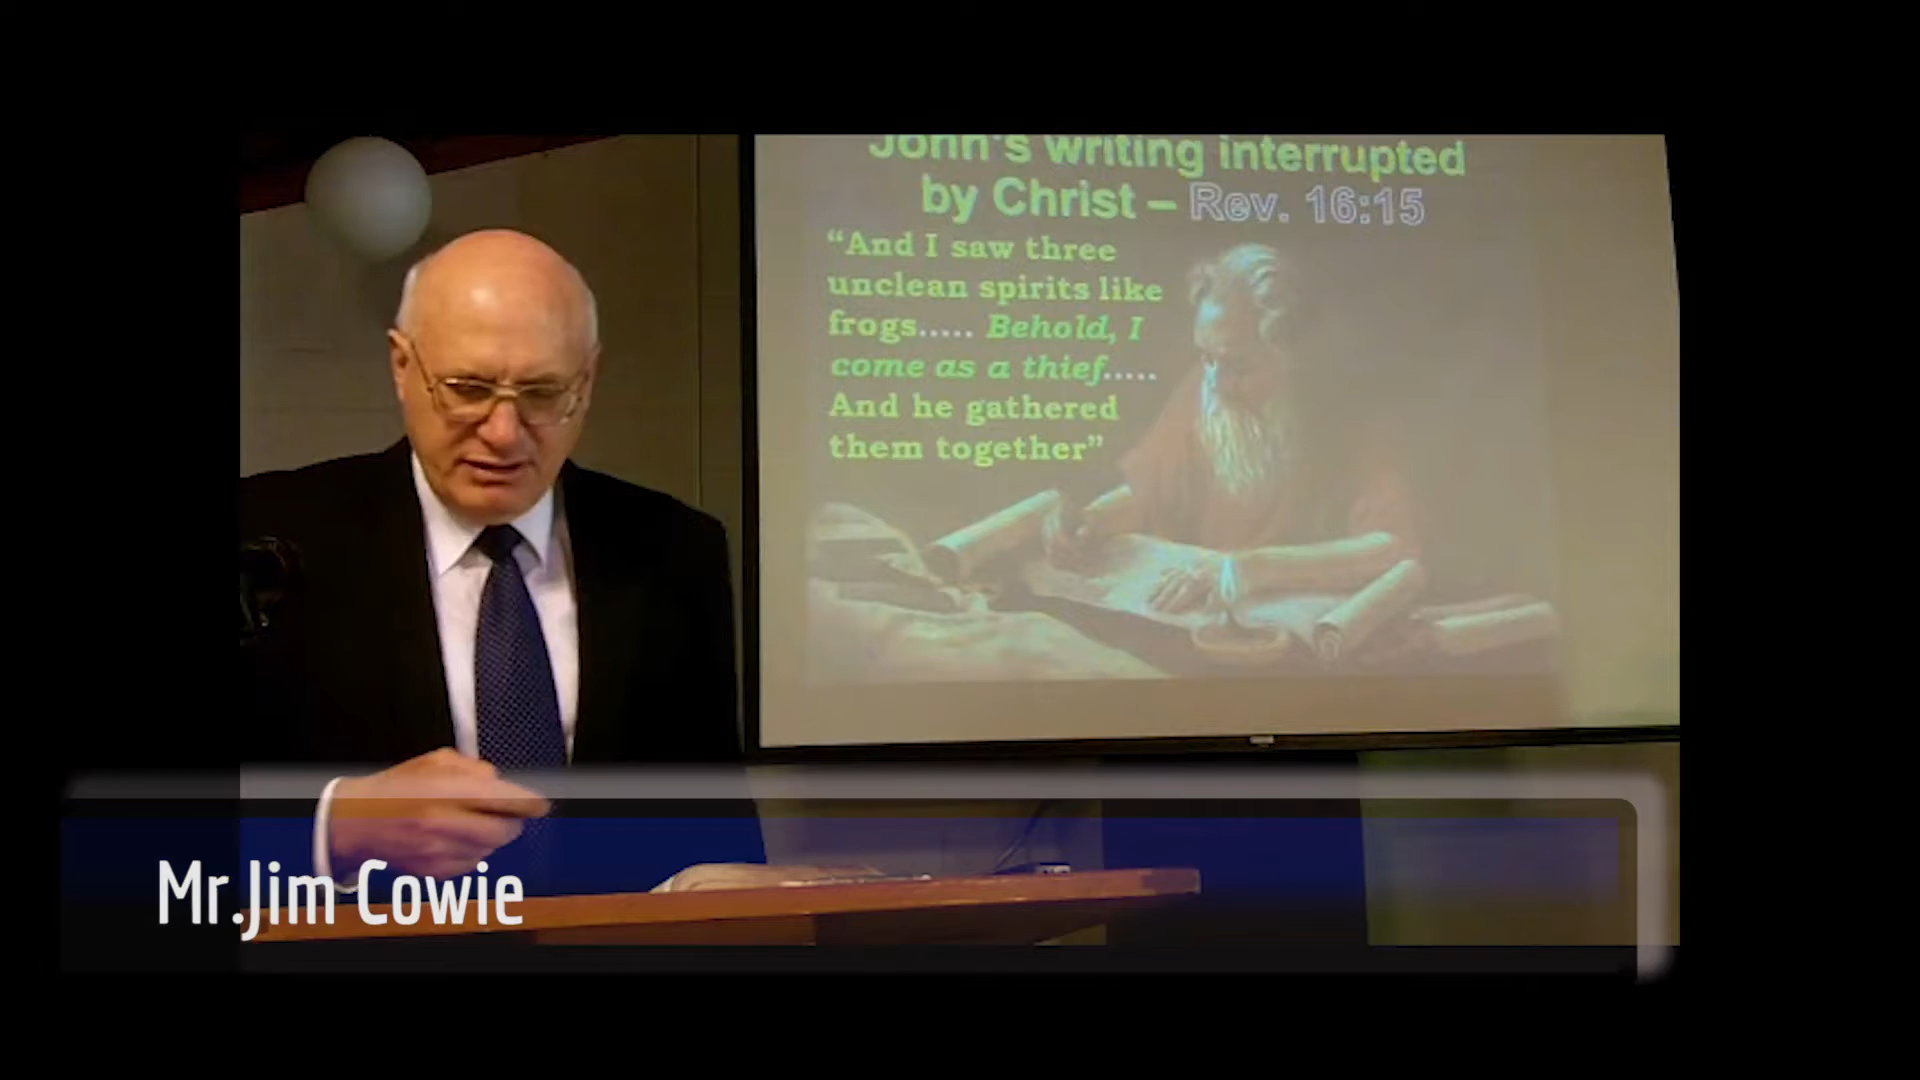 John's writing interrupted
by Christ – Rev. 16:15
“And I saw three
unclean spirits like
frogs..... Behold, I
come as a thief.....
And he gathered
them together”
Mr.Jim Cowie